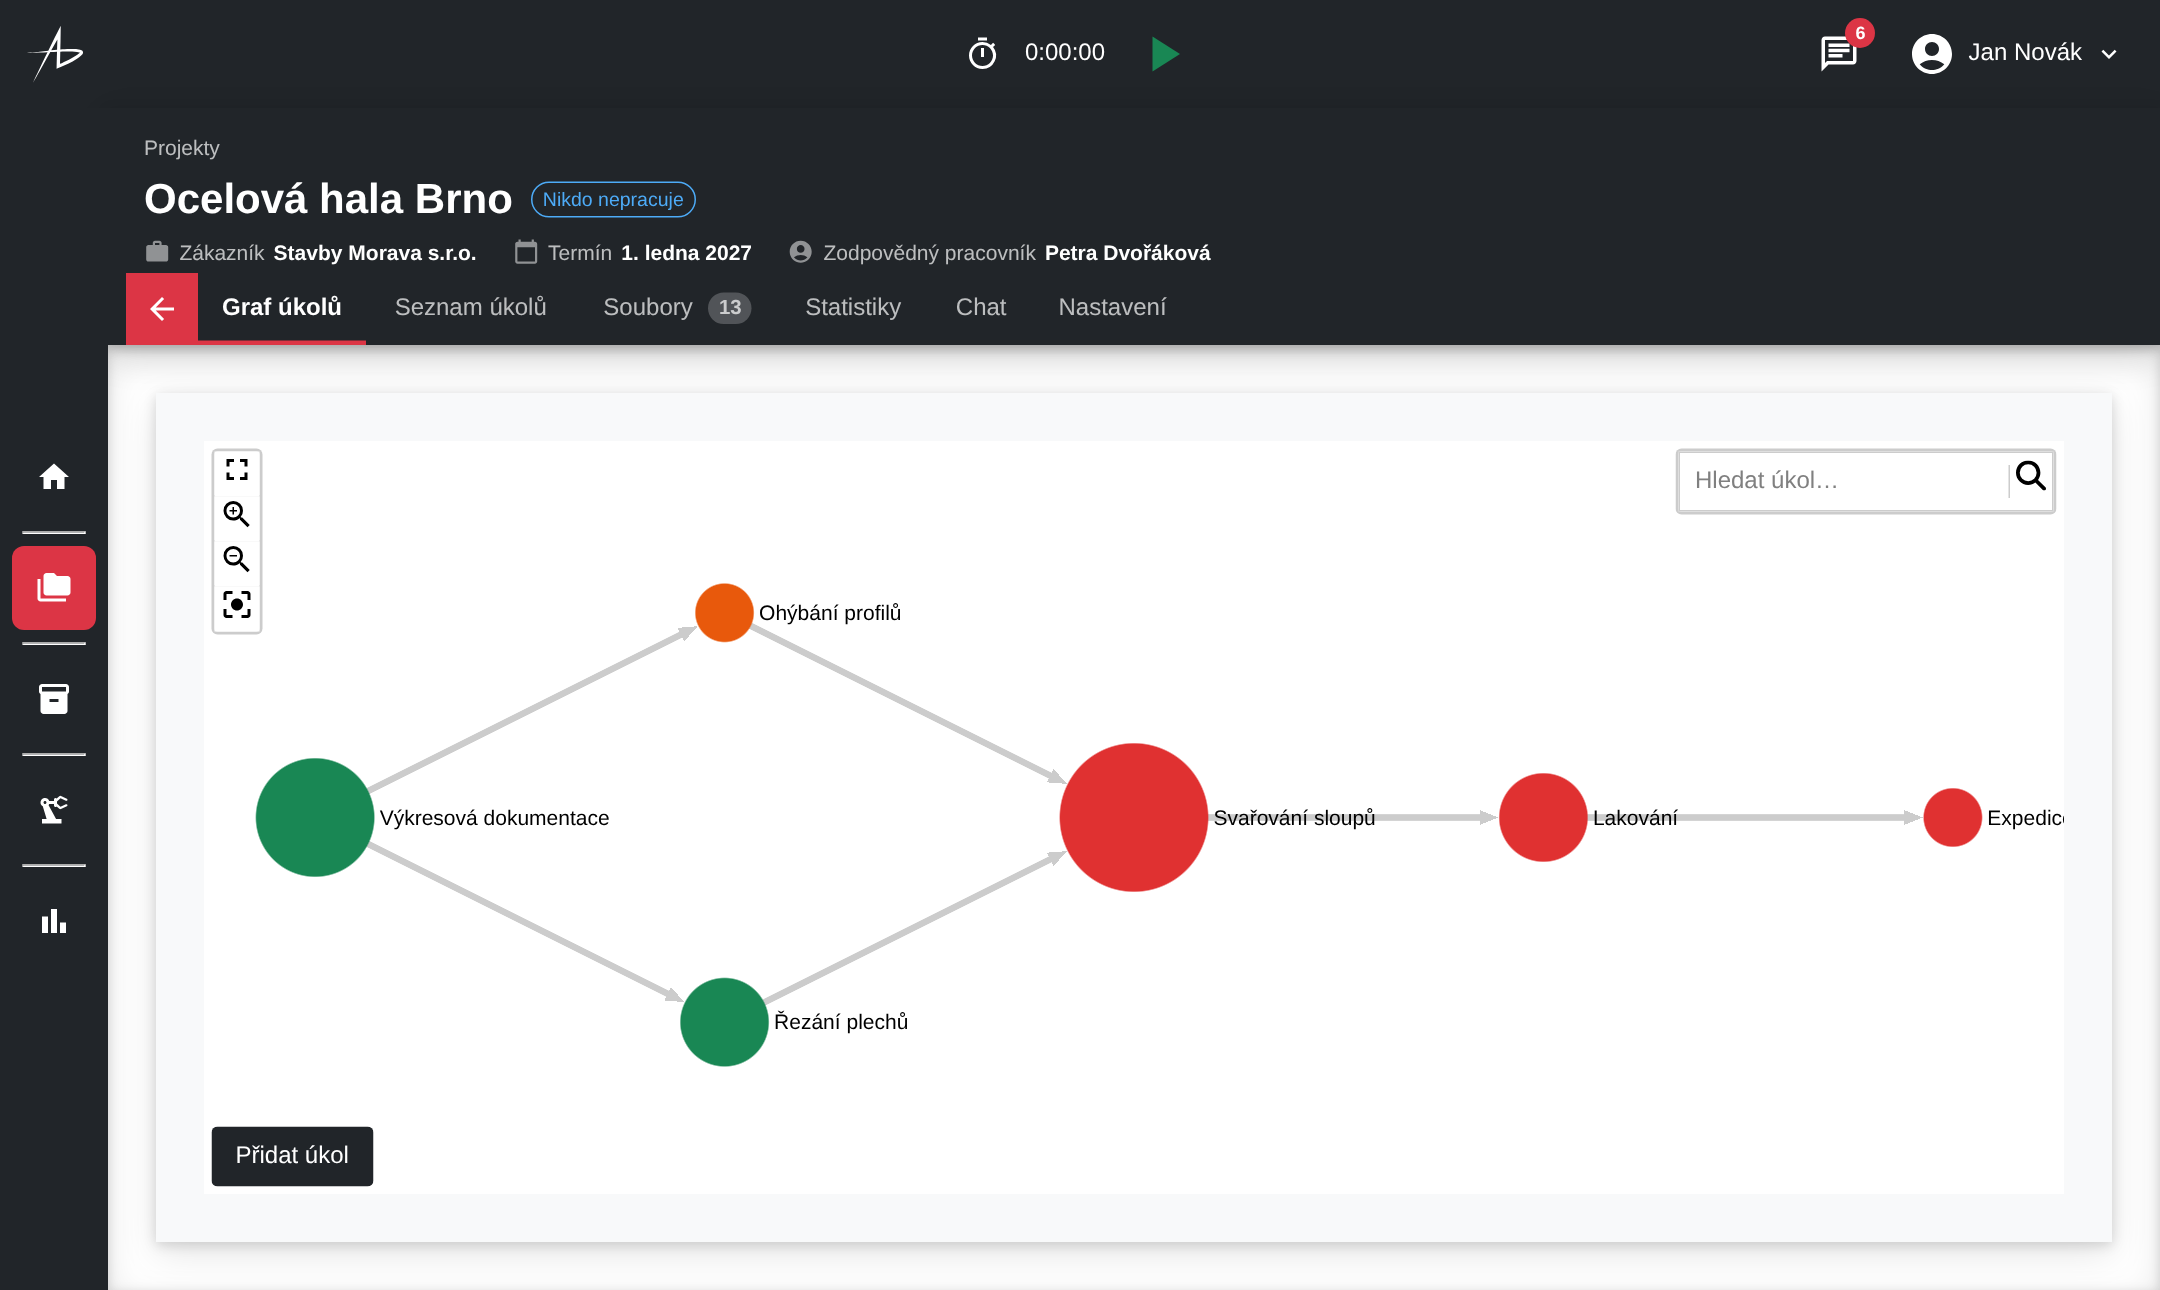 0:00:00
6
Jan Novák
Projekty
Ocelová hala Brno Nikdo nepracuje
Zákazník Stavby Morava s.r.o. Termín 1. ledna 2027 Zodpovědný pracovník Petra Dvořáková
Graf úkolů Seznam úkolů Soubory 13 Statistiky Chat Nastavení
Hledat úkol…
Ohýbání profilů
Výkresová dokumentace
Svařování sloupů
Lakování
Řezání plechů
Přidat úkol